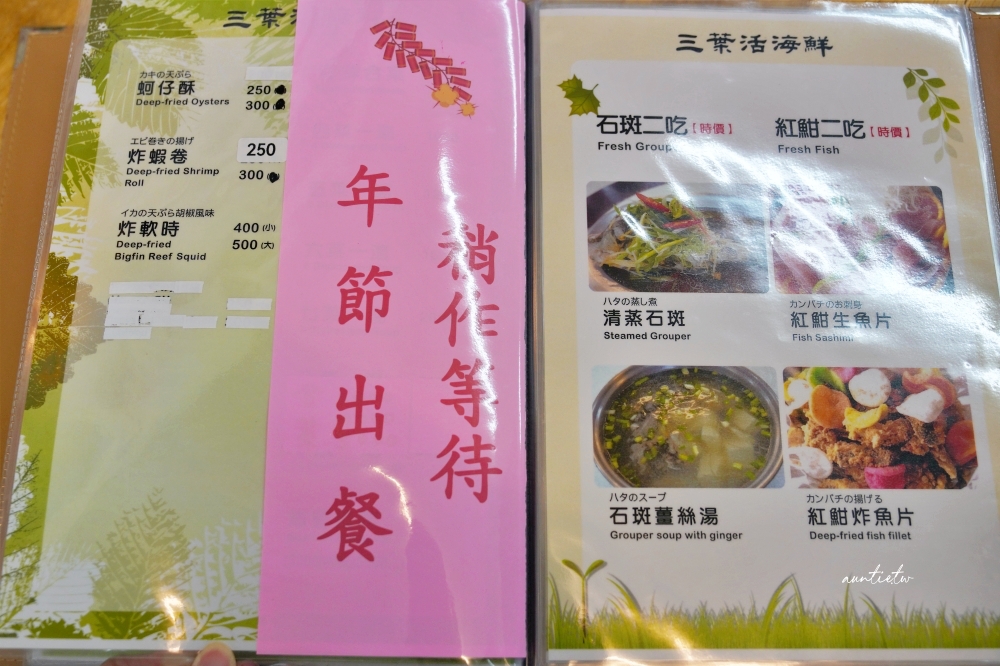 三葉活
カキの天ぷら
蚵仔酥
Deep-fried Oysters
250
300
エビ巻きの揚げ
炸蝦卷
Deep-fried Shrimp
Roll
250
300
イカの天ぷら胡椒風味
炸軟時
Deep-fried
Bigfin Reef Squid
400 (小)
500 (大)
年節出餐
稍作等待
三葉活海鮮
石斑二吃【時價】
Fresh Grouper
紅魽二吃【時價】
Fresh Fish
ハタの蒸し煮
清蒸石斑
Steamed Grouper
カンパチのお刺身
紅魽生魚片
Fish Sashimi
ハタのスープ
石斑薑絲湯
Grouper soup with ginger
カンパチの揚げる
紅魽炸魚片
Deep-fried fish fillet
auntietw